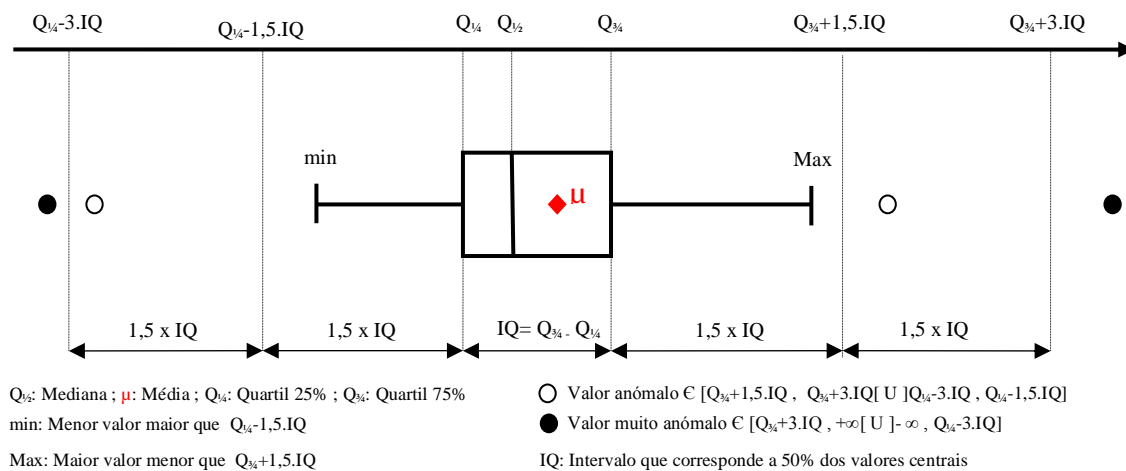 Q¼-3.IQ
Q¼-1,5.IQ
Q¼
Q½
Q¾
Q¾+1,5.IQ
Q¾+3.IQ
min
Max
µ
1,5 x IQ
1,5 x IQ
IQ= Q¾ - Q¼
1,5 x IQ
1,5 x IQ
Q½: Mediana ; µ: Média ; Q¼: Quartil 25% ; Q¾: Quartil 75%
min: Menor valor maior que Q¼-1,5.IQ
Max: Maior valor menor que Q¾+1,5.IQ
Valor anómalo Є [Q¾+1,5.IQ , Q¾+3.IQ[ U ]Q¼-3.IQ , Q¼-1,5.IQ]
Valor muito anómalo Є [Q¾+3.IQ , +∞[ U ]- ∞ , Q¼-3.IQ]
IQ: Intervalo que corresponde a 50% dos valores centrais